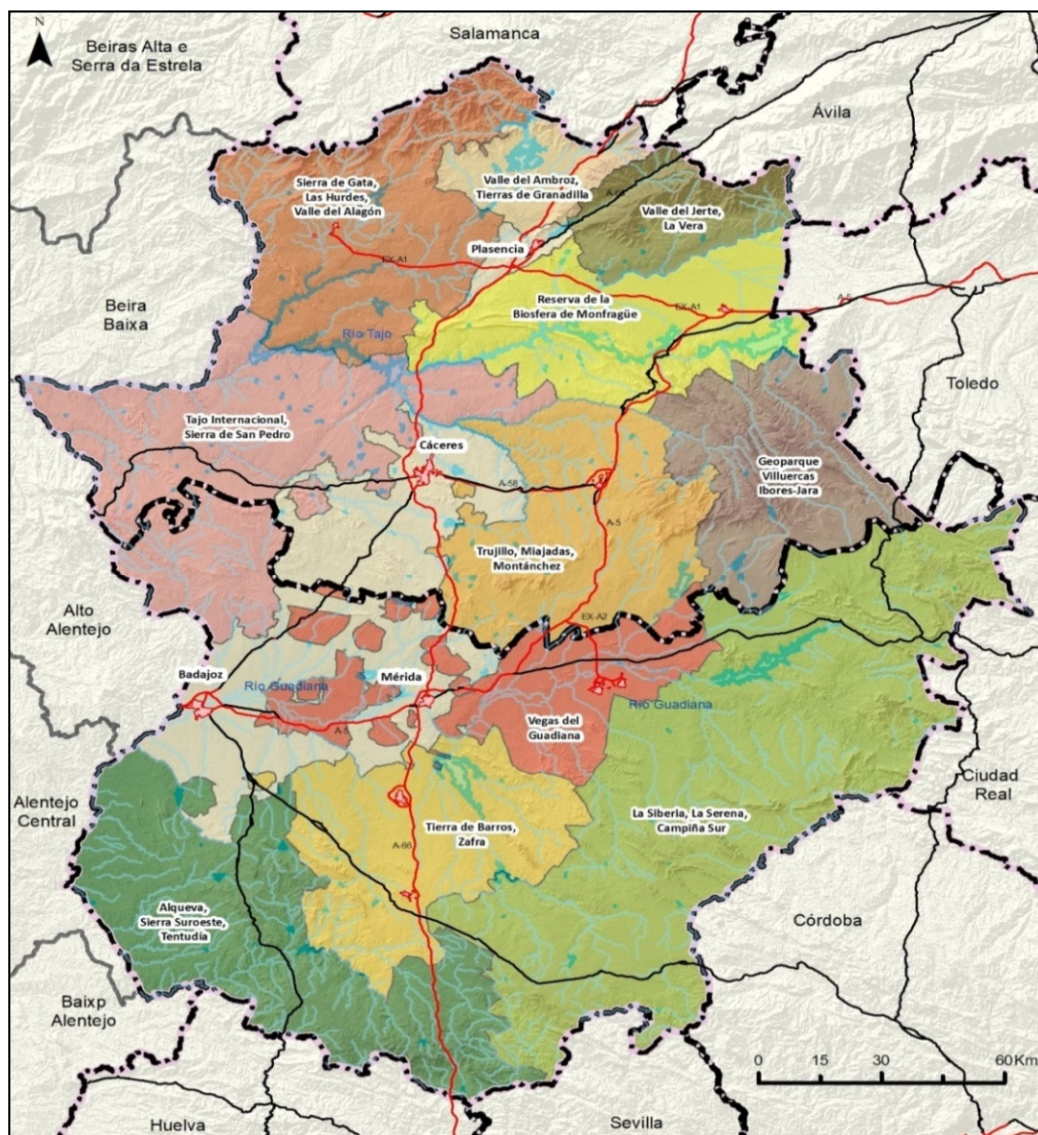 N
Beiras Alta e
Serra da Estrela
Salamanca
Ávila
Sierra de Gata,
Las Hurdes,
Valle del Alagón
Valle del Ambroz,
Tierras de Granadilla
A-66
Valle del Jerte,
La Vera
Plasencia
EX-A1
Beira
Baixa
Reserva de la
Biosfera de Monfragüe
EX-A1
A-5
Río Tajo
Toledo
Tajo Internacional,
Sierra de San Pedro
Cáceres
Geoparque
Villuercas
Ibores-Jara
A-58
A-5
Trujillo, Miajadas,
Montánchez
Alto
Alentejo
EX-A2
Badajoz
Río Guadiana
Mérida
Río Guadiana
Vegas del
Guadiana
A-5
Ciudad
Real
Alentejo
Central
La Siberia, La Serena,
Campiña Sur
Tierra de Barros,
Zafra
A-66
Alqueva,
Sierra Suroeste,
Tentudía
Córdoba
Baixp
Alentejo
0 15 30 60 Km
Huelva
Sevilla